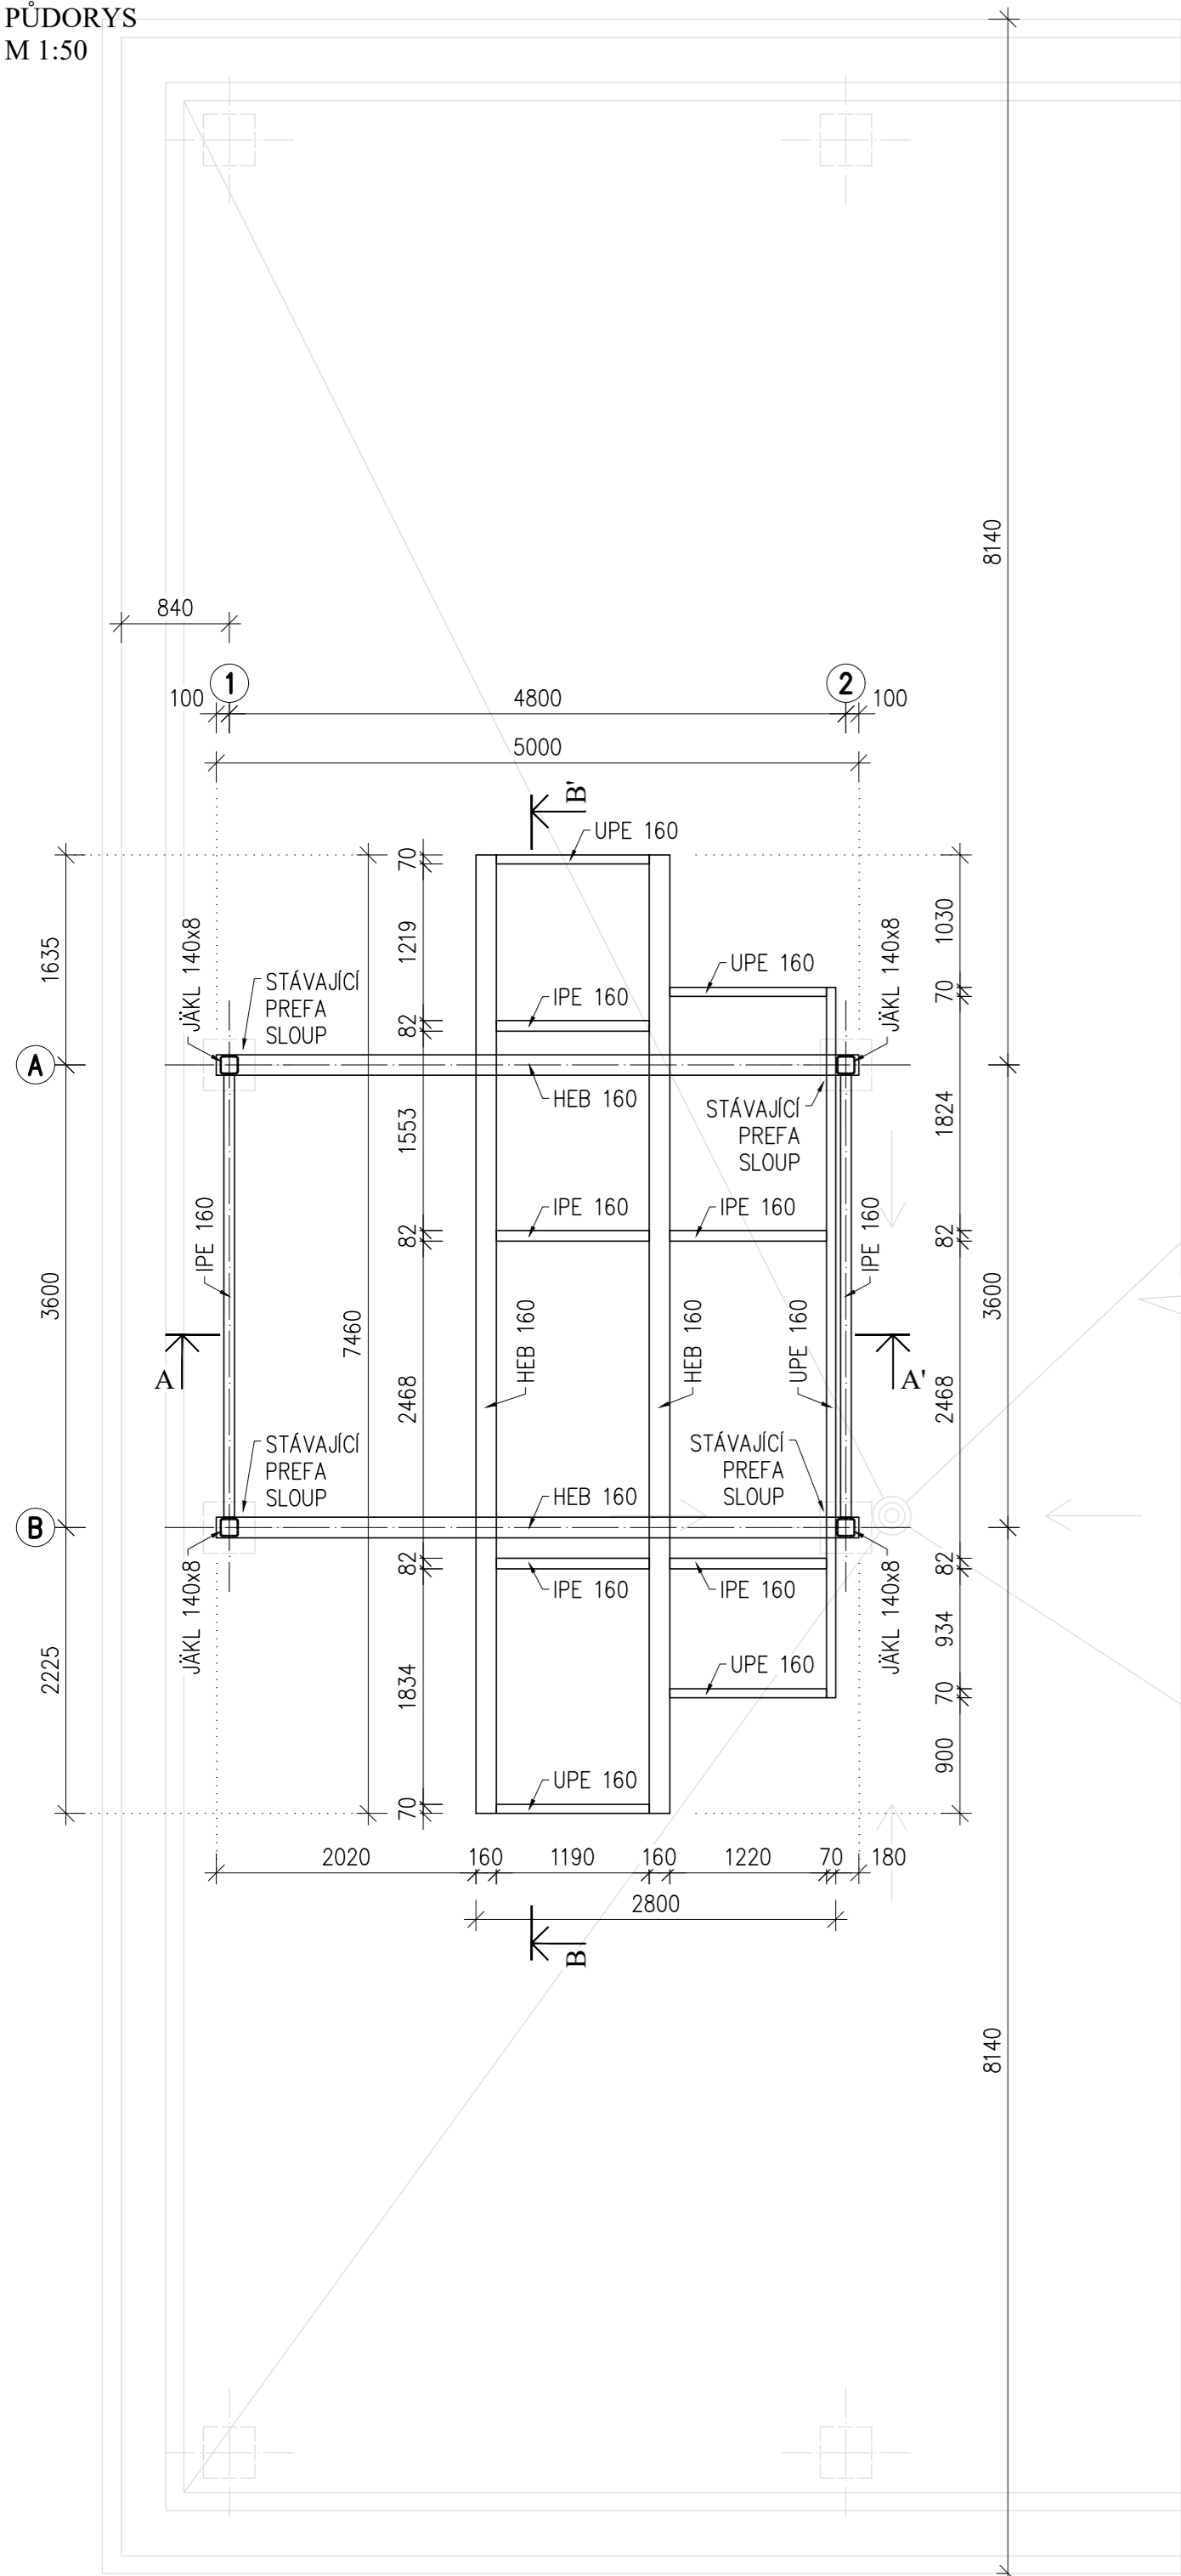 PŮDORYS
M 1:50
8140
840
1
2
100
4800
100
5000
B'
UPE 160
70
1635
JÄKL 140x8
STÁVAJÍCÍ
PREFA
SLOUP
1219
IPE 160
82
UPE 160
JÄKL 140x8
1030
70
A
HEB 160
1553
STÁVAJÍCÍ
PREFA
SLOUP
1824
IPE 160
82
IPE 160
IPE 160
IPE 160
82
3600
7460
HEB 160
HEB 160
UPE 160
3600
A
A'
2468
2468
STÁVAJÍCÍ
PREFA
SLOUP
STÁVAJÍCÍ
PREFA
SLOUP
HEB 160
B
JÄKL 140x8
82
IPE 160
IPE 160
JÄKL 140x8
82
934
2225
1834
UPE 160
70
900
UPE 160
70
2020
160
1190
160
1220
70
180
2800
B
8140